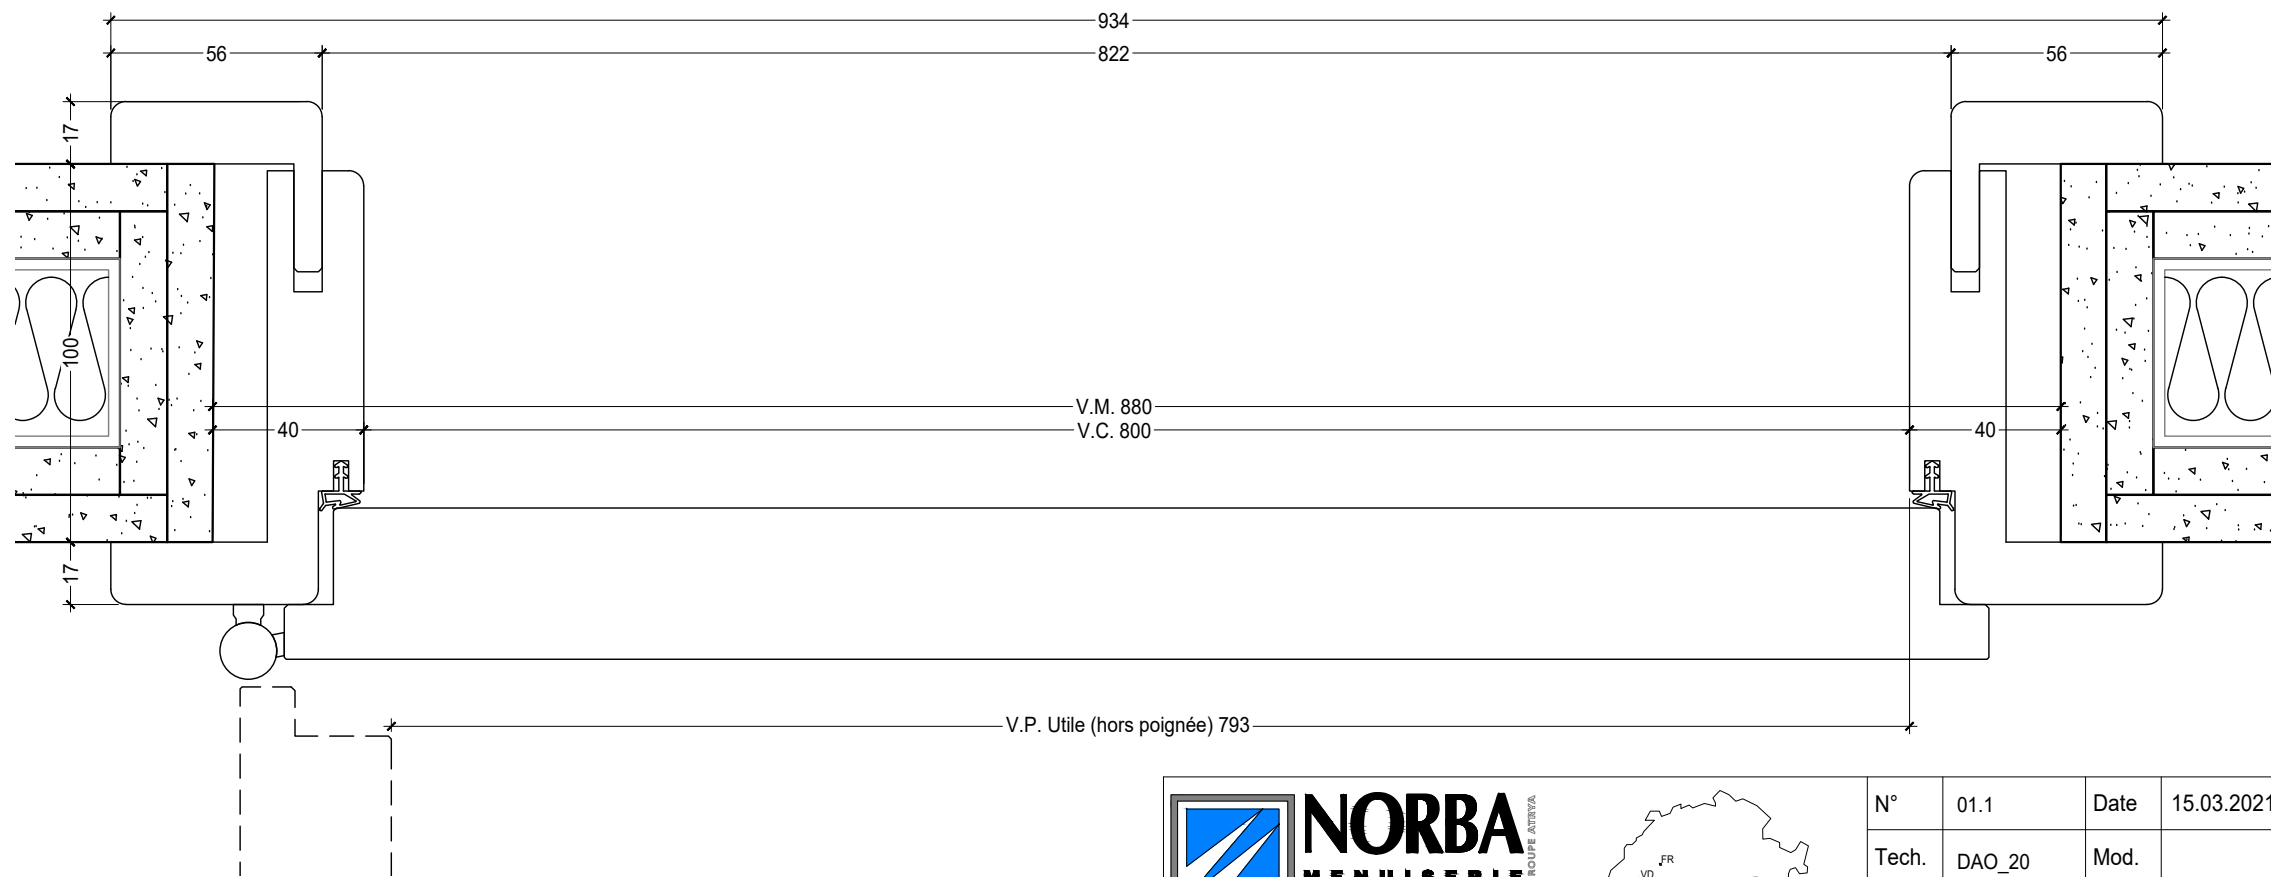 934
56 822 56
17
100
V.M. 880
40 V.C. 800 40
17
V.P. Utile (hors poignée) 793
NORBA
MENUISERIE
GROUPE ATRYA
FR
VD
N° 01.1 Date 15.03.2021
Tech. DAO_20 Mod.